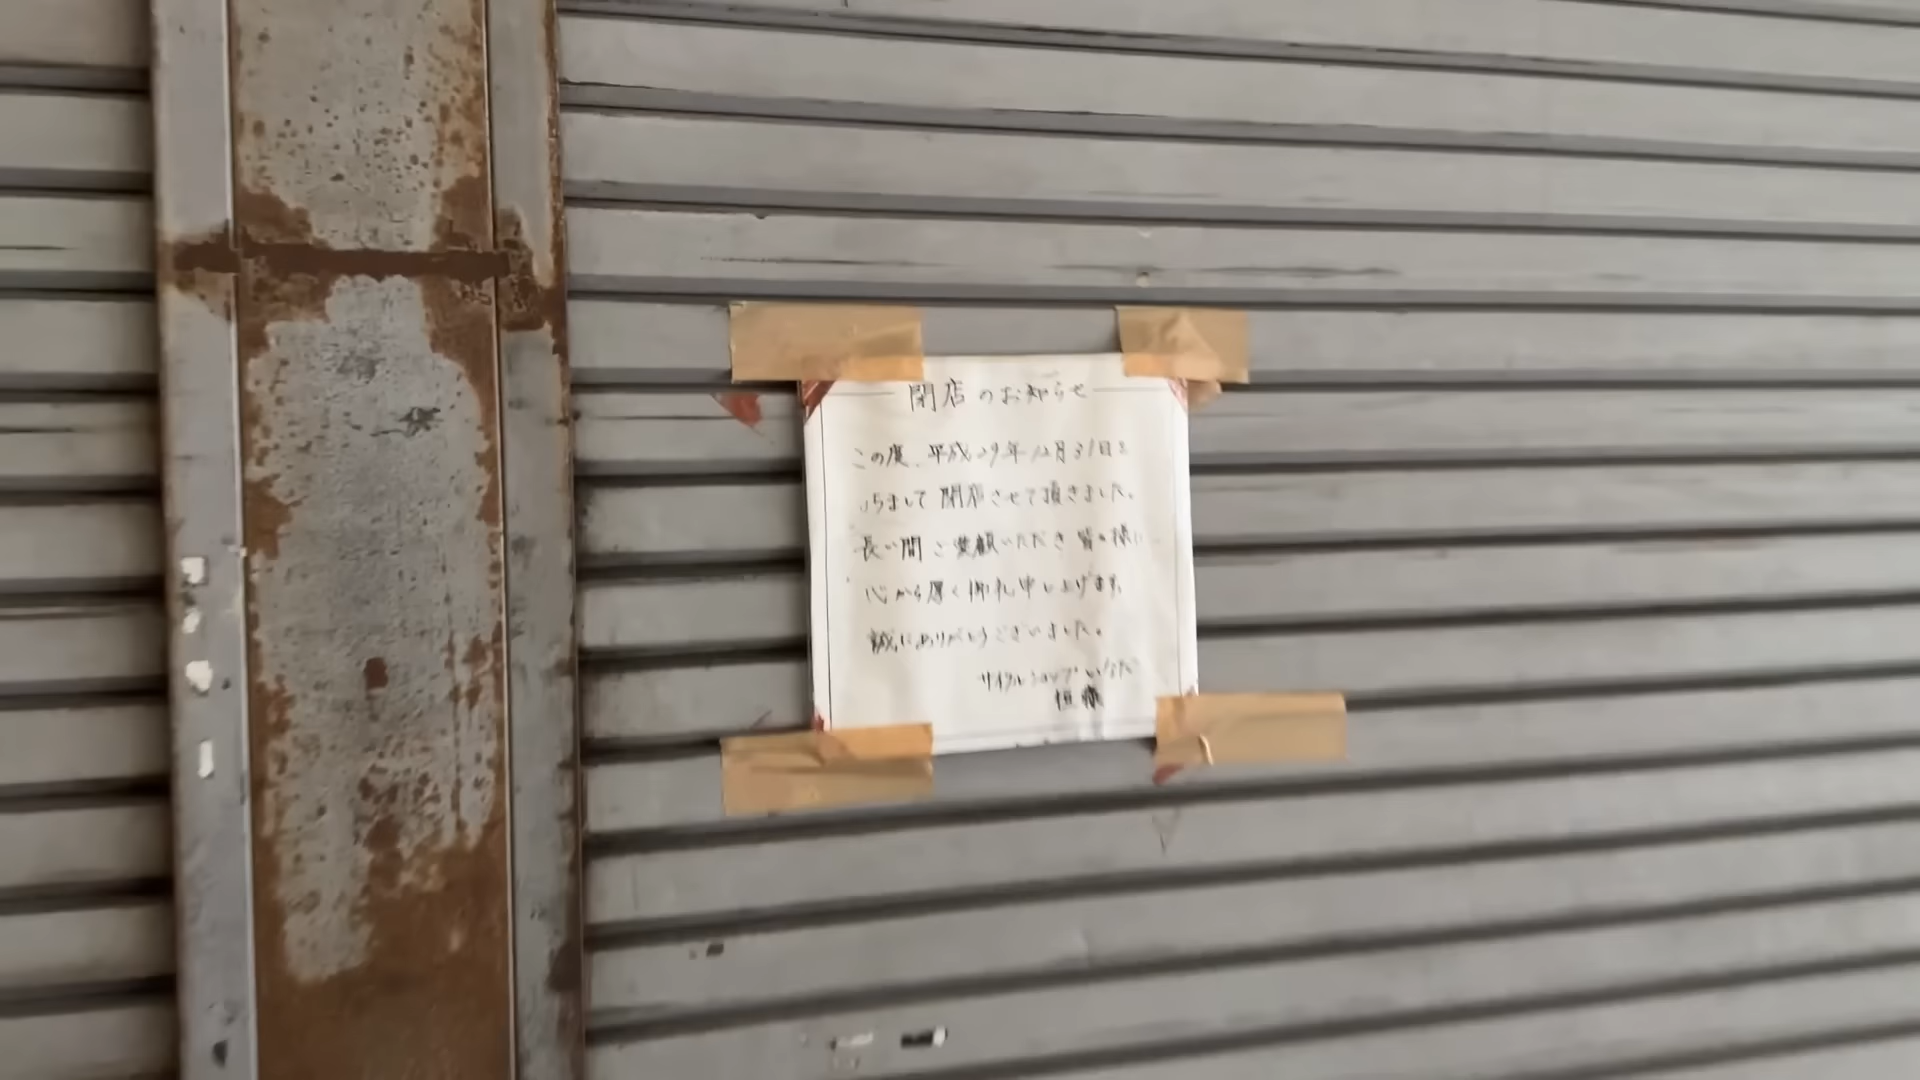 閉店のお知らせ
この度、平成29年12月31日を
もちまして閉店させて頂きました。
長い間ご愛顧いただき皆々様に
心から厚く御礼申し上げます
誠にありがとうございました。
サイクルショップ